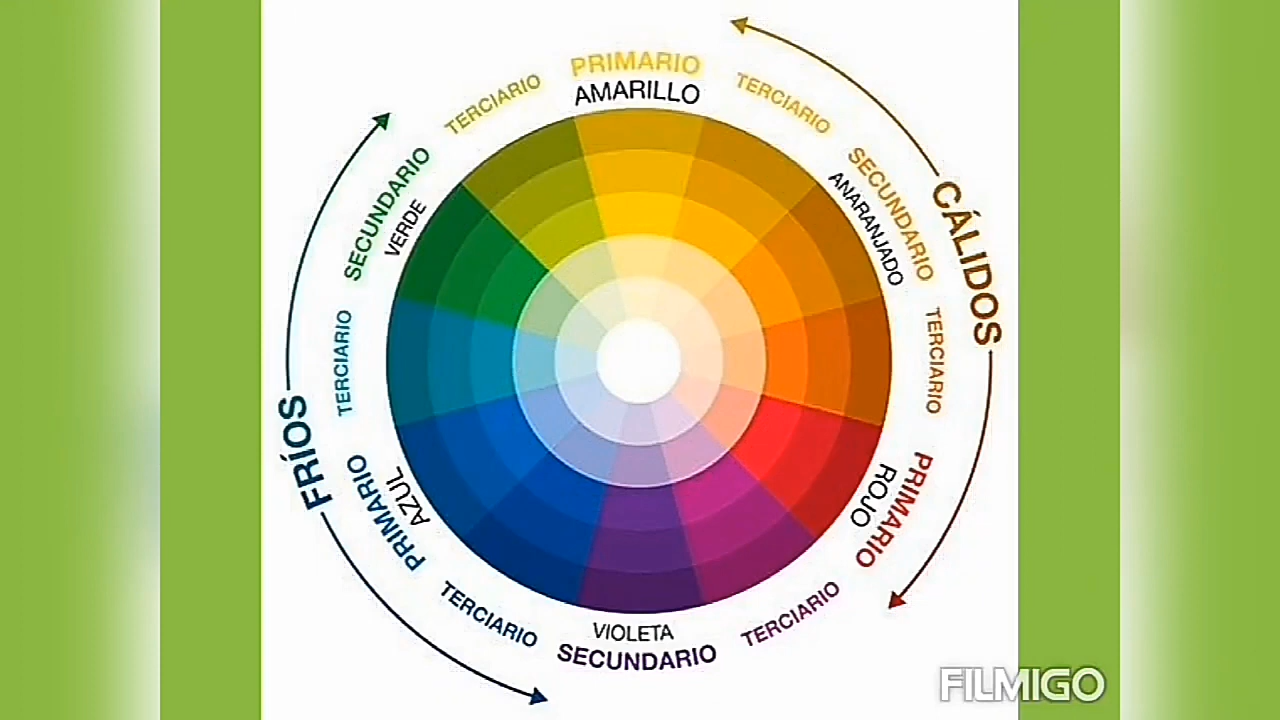 PRIMARIO
AMARILLO
TERCIARIO
SECUNDARIO
ANARANJADO
CÁLIDOS
TERCIARIO
PRIMARIO
ROJO
TERCIARIO
VIOLETA
SECUNDARIO
TERCIARIO
PRIMARIO
AZUL
FRÍOS
TERCIARIO
SECUNDARIO
VERDE
TERCIARIO
FILMIGO